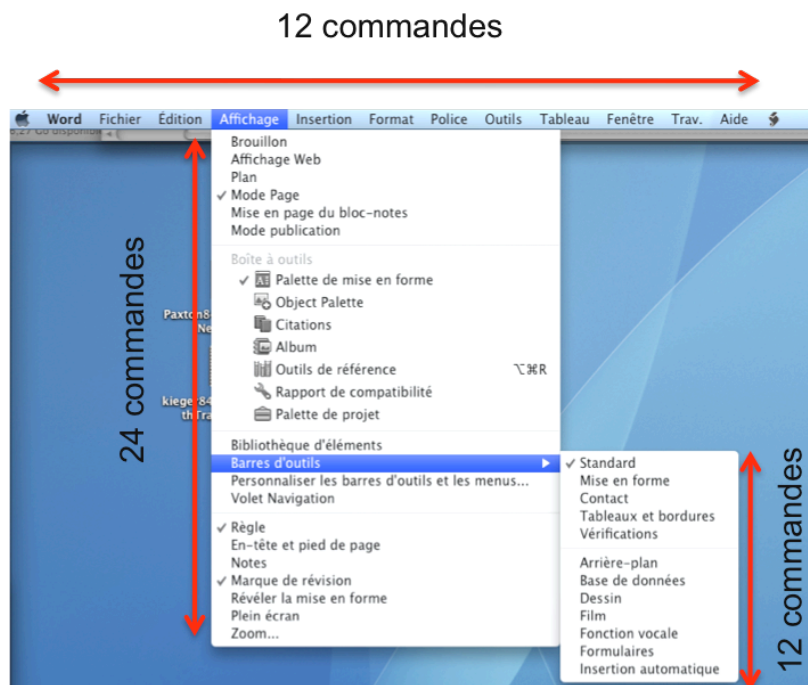 12 commandes
Word Fichier Édition Affichage Insertion Format Police Outils Tableau Fenêtre Trav. Aide
Brouillon
Affichage Web
Plan
✓ Mode Page
Mise en page du bloc-notes
Mode publication
Boîte à outils
✓ Palette de mise en forme
Object Palette
Citations
Album
Outils de référence ⌥⌘R
Rapport de compatibilité
Palette de projet
Bibliothèque d'éléments
Barres d'outils ▶
Personnaliser les barres d'outils et les menus...
Volet Navigation
✓ Règle
En-tête et pied de page
Notes
✓ Marque de révision
Révéler la mise en forme
Plein écran
Zoom...
24 commandes
Paxton8
Ne
kieger84
thTra
✓ Standard
Mise en forme
Contact
Tableaux et bordures
Vérifications
Arrière-plan
Base de données
Dessin
Film
Fonction vocale
Formulaires
Insertion automatique
12 commandes